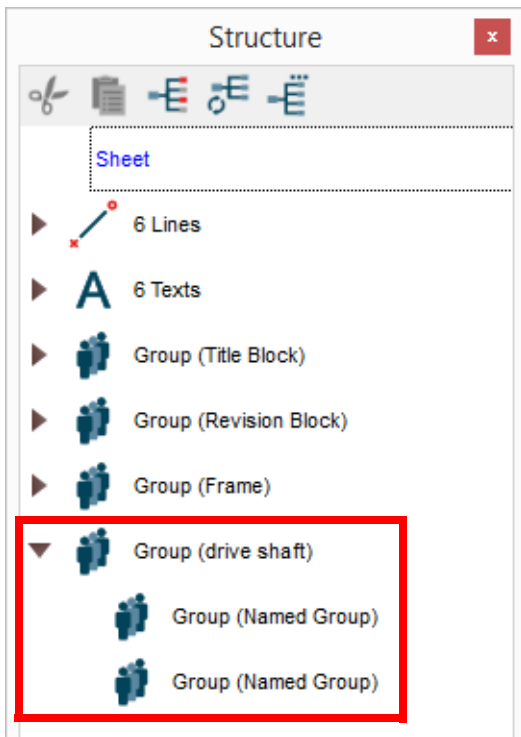 Structure
x
Sheet
6 Lines
A
6 Texts
Group (Title Block)
Group (Revision Block)
Group (Frame)
Group (drive shaft)
Group (Named Group)
Group (Named Group)